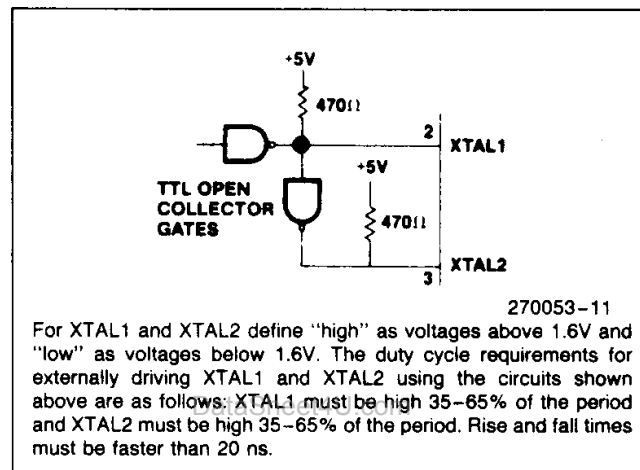 +5V
470Ω
2 XTAL1
+5V
TTL OPEN
COLLECTOR
GATES
470Ω
XTAL2
3
270053-11
For XTAL1 and XTAL2 define "high" as voltages above 1.6V and
"low" as voltages below 1.6V. The duty cycle requirements for
externally driving XTAL1 and XTAL2 using the circuits shown
above are as follows: XTAL1 must be high 35-65% of the period
DataSheet4U.com
and XTAL2 must be high 35-65% of the period. Rise and fall times
must be faster than 20 ns.